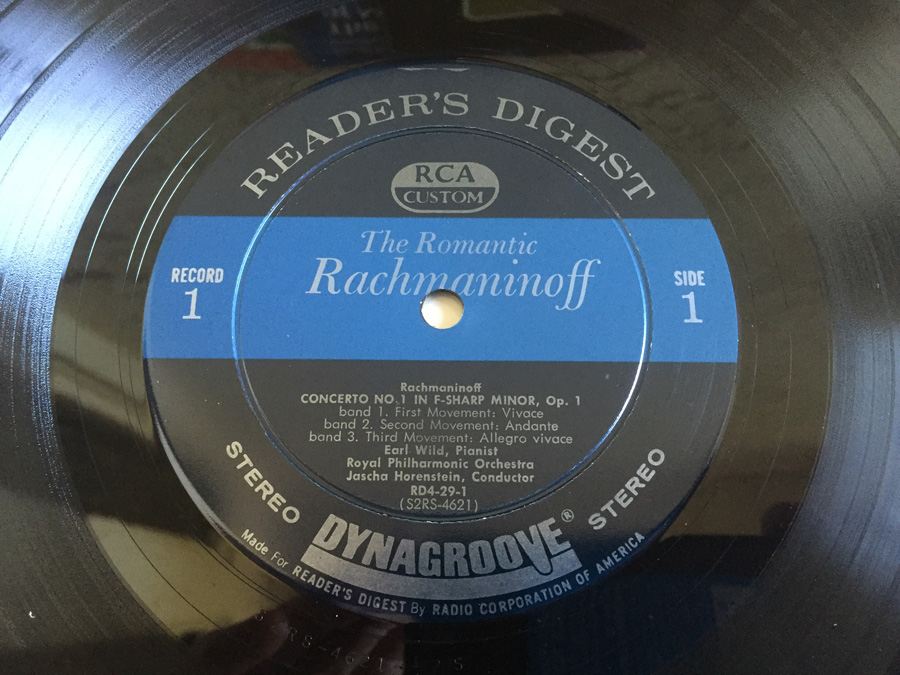 READER'S DIGEST
RCA
CUSTOM
The Romantic
Rachmaninoff
RECORD
1
SIDE
1
Rachmaninoff
CONCERTO NO.1 IN F-SHARP MINOR, Op. 1
band 1. First Movement: Vivace
band 2. Second Movement: Andante
band 3. Third Movement: Allegro vivace
Earl Wild, Pianist
Royal Philharmonic Orchestra
Jascha Horenstein, Conductor
RD4-29-1
(S2RS-4621)
STEREO
STEREO
DYNAGROOVE®
Made For READER'S DIGEST By RADIO CORPORATION OF AMERICA